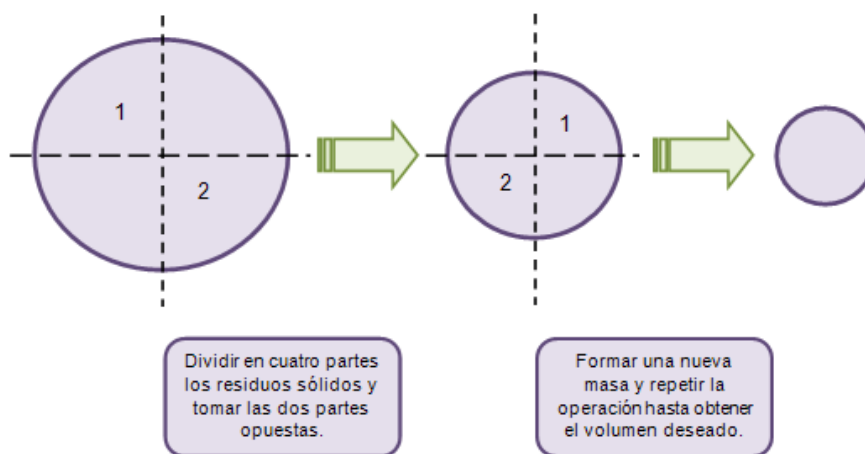 1
2
1
2
Dividir en cuatro partes
los residuos sólidos y
tomar las dos partes
opuestas.
Formar una nueva
masa y repetir la
operación hasta obtener
el volumen deseado.